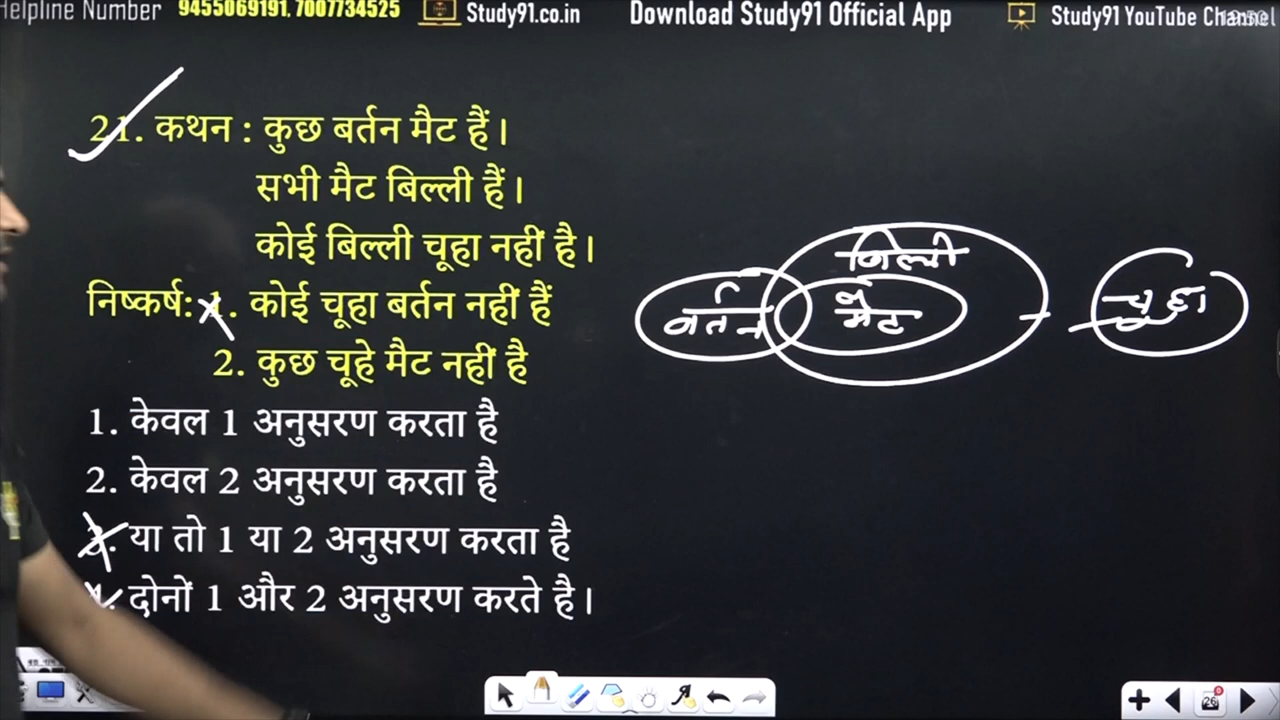 Helpline Number 9455069191. 7007734525 Study91.co.in Download Study91 Official App Study91 YouTube Channel
21. कथन : कुछ बर्तन मैट हैं।
सभी मैट बिल्ली हैं।
कोई बिल्ली चूहा नहीं है।
निष्कर्ष: 1. कोई चूहा बर्तन नहीं हैं
2. कुछ चूहे मैट नहीं है
बिल्ली
बर्तन मैट चूहा
1. केवल 1 अनुसरण करता है
2. केवल 2 अनुसरण करता है
3. या तो 1 या 2 अनुसरण करता है
4. दोनों 1 और 2 अनुसरण करते है।
26